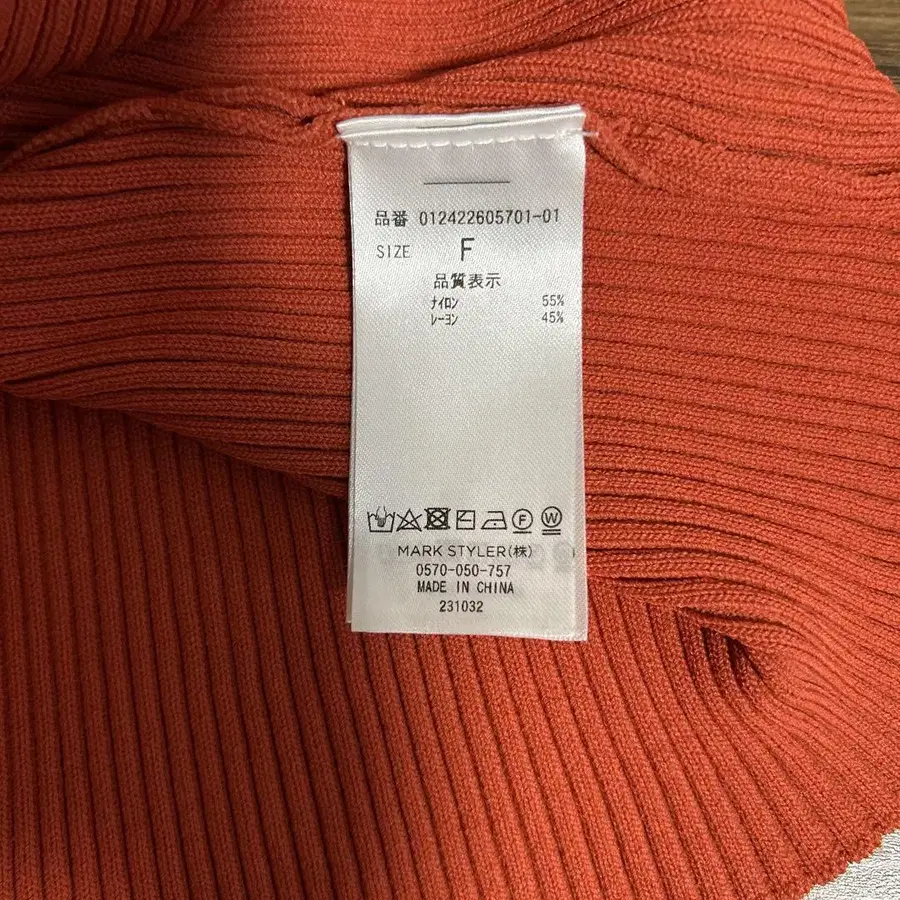 品番 012422605701-01
SIZE F
品質表示
ナイロン 55%
レーヨン 45%
F W
MARK STYLER(株)
0570-050-757
MADE IN CHINA
231032